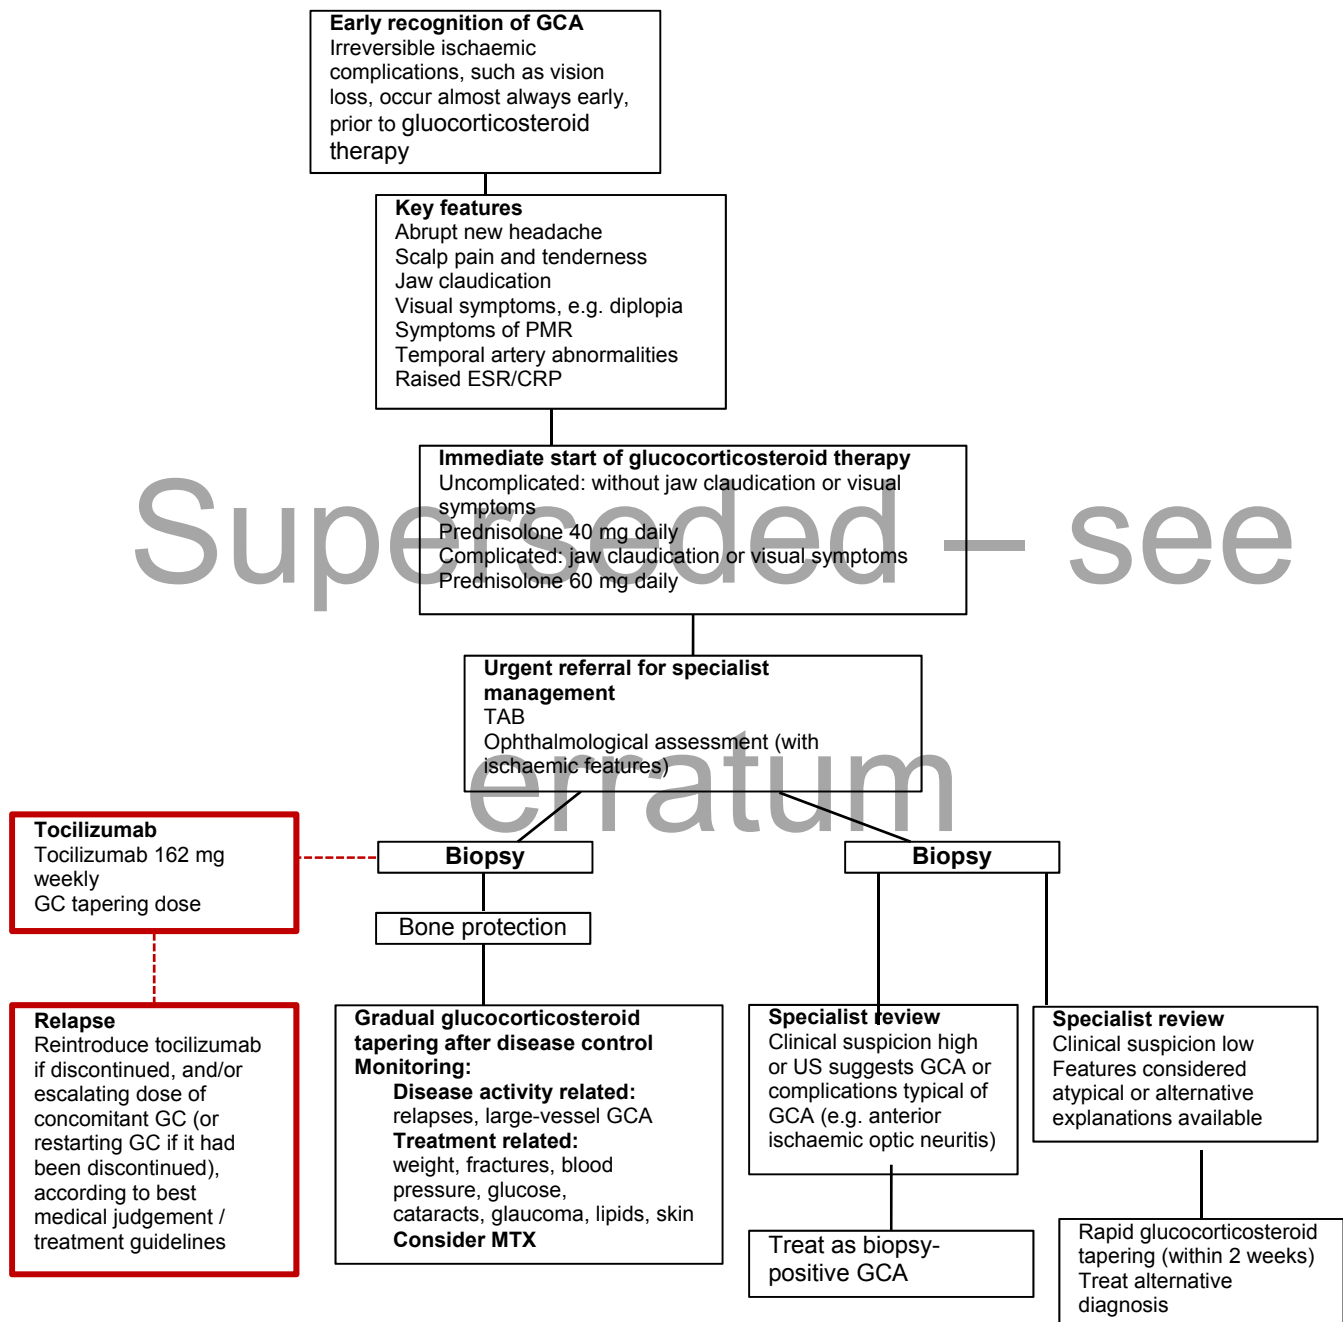 Early recognition of GCA
Irreversible ischaemic
complications, such as vision
loss, occur almost always early,
prior to gluocorticosteroid
therapy
Key features
Abrupt new headache
Scalp pain and tenderness
Jaw claudication
Visual symptoms, e.g. diplopia
Symptoms of PMR
Temporal artery abnormalities
Raised ESR/CRP
Immediate start of glucocorticosteroid therapy
Uncomplicated: without jaw claudication or visual
symptoms
Prednisolone 40 mg daily
Complicated: jaw claudication or visual symptoms
Prednisolone 60 mg daily
Superseded – see
erratum
Urgent referral for specialist
management
TAB
Ophthalmological assessment (with
ischaemic features)
Tocilizumab
Tocilizumab 162 mg
weekly
GC tapering dose
Biopsy
Biopsy
Bone protection
Relapse
Reintroduce tocilizumab
if discontinued, and/or
escalating dose of
concomitant GC (or
restarting GC if it had
been discontinued),
according to best
medical judgement /
treatment guidelines
Gradual glucocorticosteroid
tapering after disease control
Monitoring:
Disease activity related:
relapses, large-vessel GCA
Treatment related:
weight, fractures, blood
pressure, glucose,
cataracts, glaucoma, lipids, skin
Consider MTX
Specialist review
Clinical suspicion high
or US suggests GCA or
complications typical of
GCA (e.g. anterior
ischaemic optic neuritis)
Specialist review
Clinical suspicion low
Features considered
atypical or alternative
explanations available
Treat as biopsy-
positive GCA
Rapid glucocorticosteroid
tapering (within 2 weeks)
Treat alternative
diagnosis